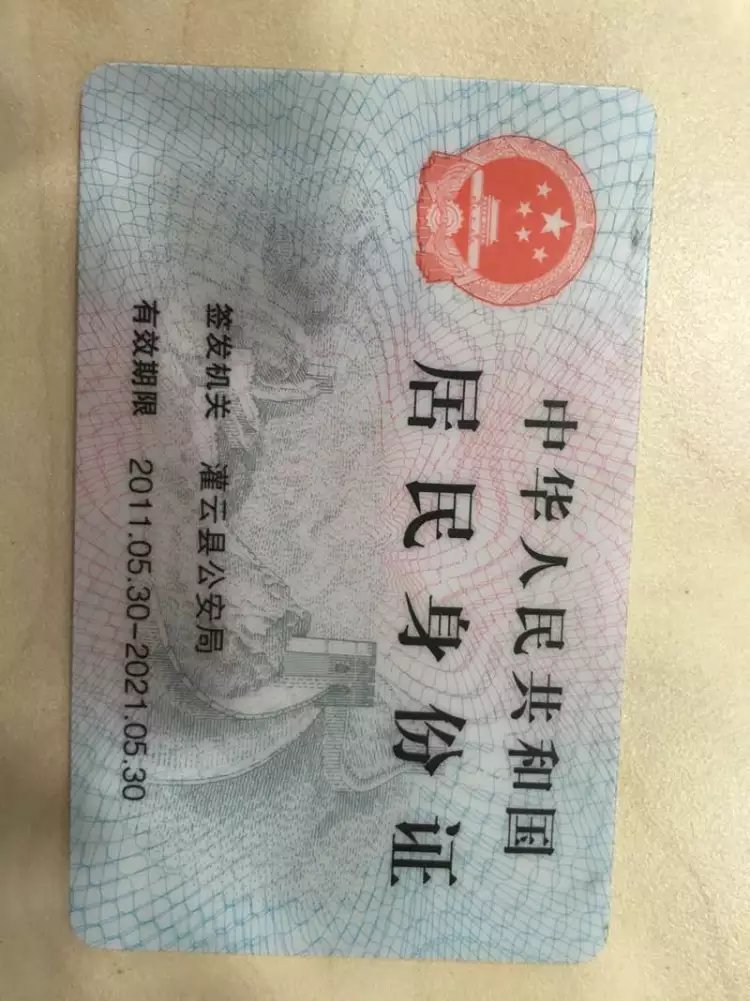 中华人民共和国
居民身份证
签发机关 灌云县公安局
有效期限 2011.05.30-2021.05.30